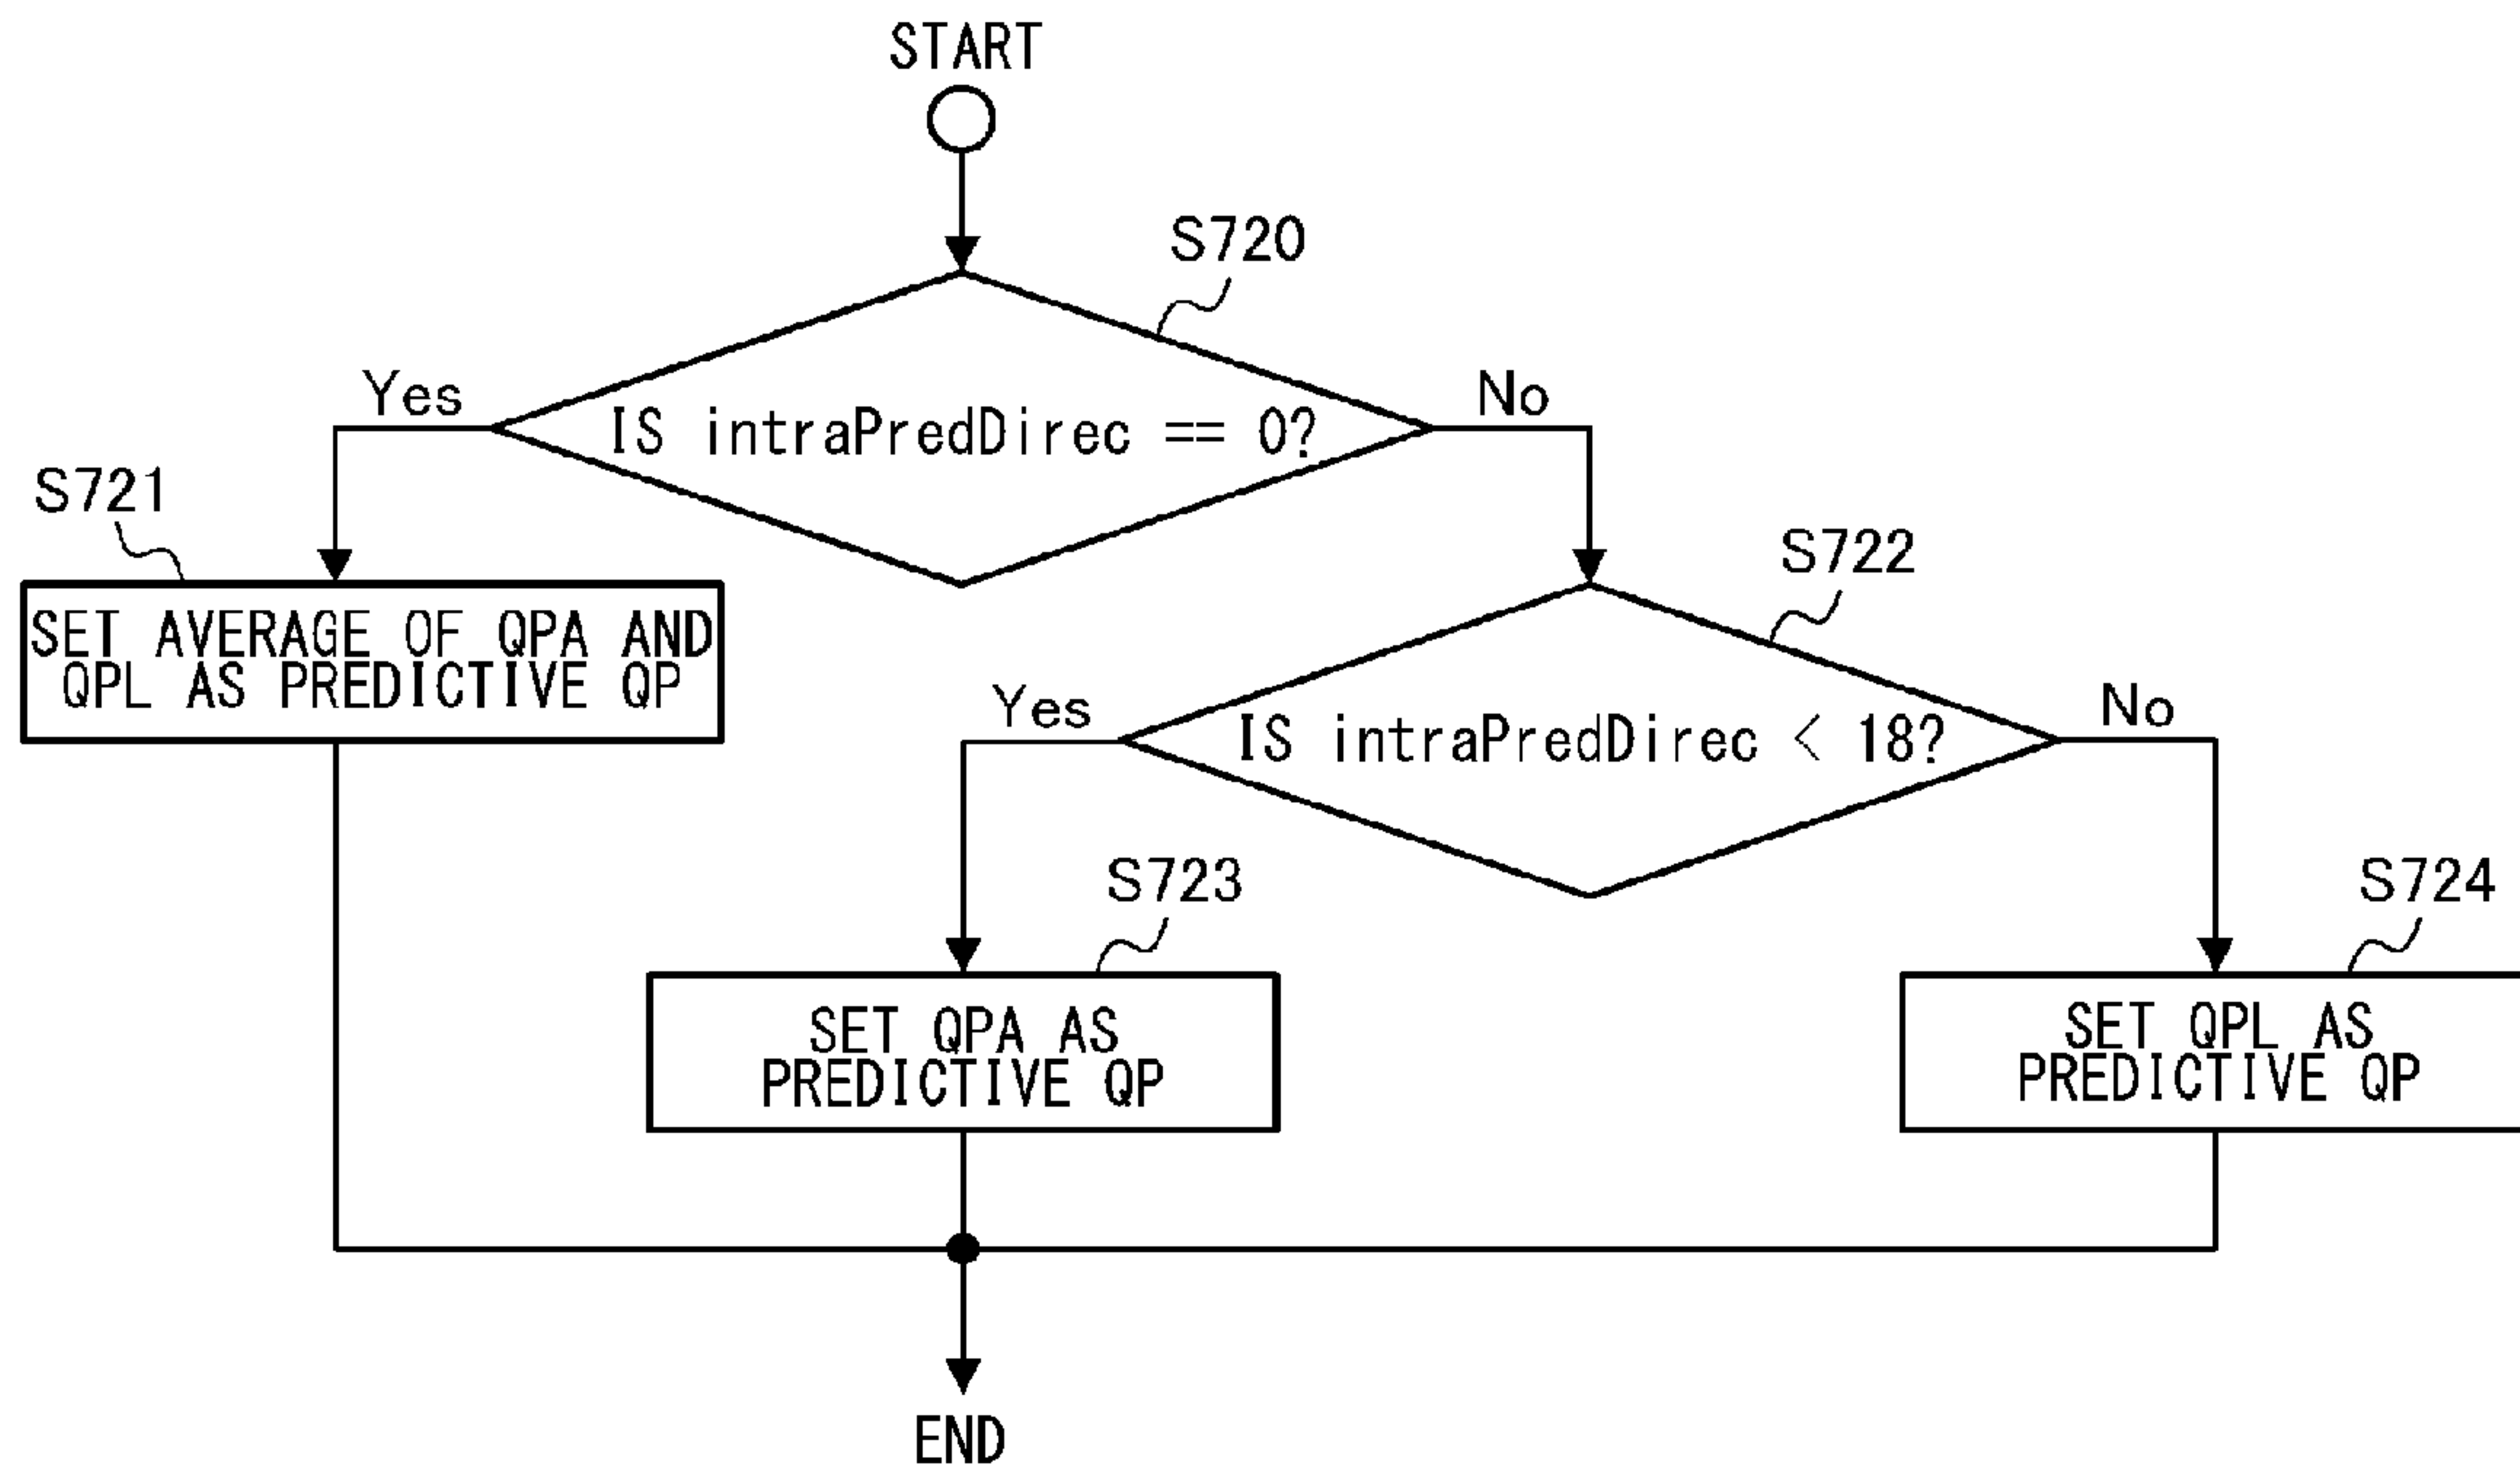 START
S720
Yes
No
IS intraPredDirec == 0?
S721
S722
SET AVERAGE OF QPA AND
QPL AS PREDICTIVE QP
Yes
No
IS intraPredDirec < 18?
S723
S724
SET QPA AS
PREDICTIVE QP
SET QPL AS
PREDICTIVE QP
END